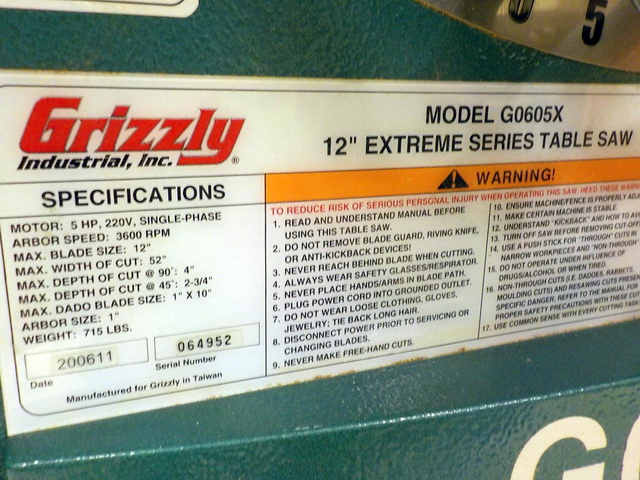 5
Grizzly
Industrial, Inc.®
MODEL G0605X
12" EXTREME SERIES TABLE SAW
SPECIFICATIONS
MOTOR: 5 HP, 220V, SINGLE-PHASE
ARBOR SPEED: 3600 RPM
MAX. BLADE SIZE: 12"
MAX. WIDTH OF CUT: 52"
MAX. DEPTH OF CUT @ 90°: 4"
MAX. DEPTH OF CUT @ 45°: 2-3/4"
MAX. DADO BLADE SIZE: 1" X 10"
ARBOR SIZE: 1"
WEIGHT: 715 LBS.
200611
Date
064952
Serial Number
Manufactured for Grizzly in Taiwan
WARNING!
TO REDUCE RISK OF SERIOUS PERSONAL INJURY WHEN OPERATING THIS SAW, HEED THESE
1. READ AND UNDERSTAND MANUAL BEFORE
USING THIS TABLE SAW.
2. DO NOT REMOVE BLADE GUARD, RIVING KNIFE,
OR ANTI-KICKBACK DEVICES!
3. NEVER REACH BEHIND BLADE WHEN CUTTING.
4. ALWAYS WEAR SAFETY GLASSES/RESPIRATOR.
5. NEVER PLACE HANDS/ARMS IN BLADE PATH.
6. PLUG POWER CORD INTO GROUNDED OUTLET.
7. DO NOT WEAR LOOSE CLOTHING, GLOVES,
JEWELRY; TIE BACK LONG HAIR.
8. DISCONNECT POWER PRIOR TO SERVICING OR
CHANGING BLADES.
9. NEVER MAKE FREE-HAND CUTS.
10. ENSURE MACHINE/FENCE IS PROPERLY
11. MAKE CERTAIN MACHINE IS STABLE.
12. UNDERSTAND "KICKBACK" AND HOW TO
13. TURN OFF SAW BEFORE REMOVING
14. USE A PUSH STICK FOR "THROUGH" CUTS IN
NARROW WORKPIECES AND "NON-THROUGH"
15. DO NOT OPERATE UNDER INFLUENCE OF
DRUGS/ALCOHOL OR WHEN TIRED.
16. NON-THROUGH CUTS (I.E. DADOES, RABBETS,
MOULDING CUTS) AND RESAWING CUTS
SPECIFIC DANGER; REFER TO THE MANUAL FOR
PROPER SAFETY PRECAUTIONS WITH THESE
17. USE COMMON SENSE WITH EVERY CUTTING
G